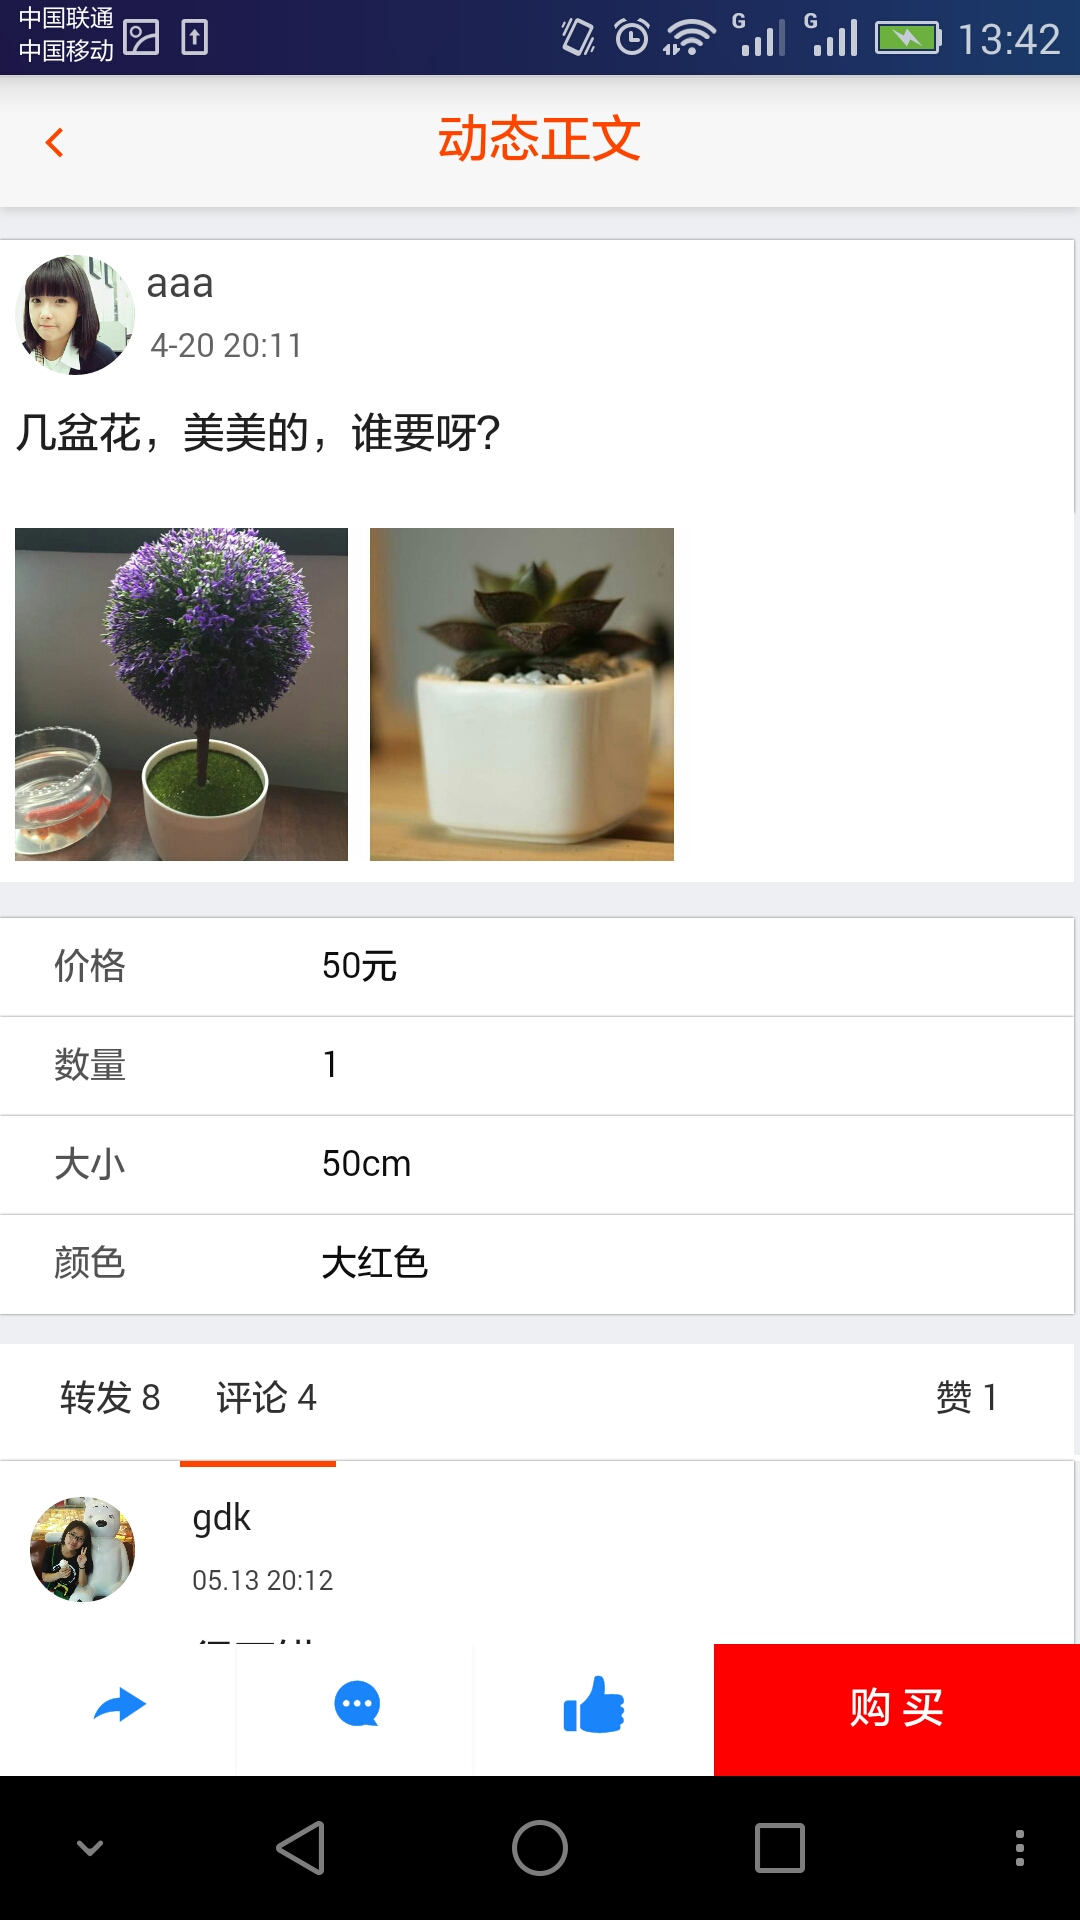 中国联通
中国移动
G
G
13:42
动态正文
aaa
4-20 20:11
几盆花，美美的，谁要呀?
价格 50元
数量 1
大小 50cm
颜色 大红色
转发 8 评论 4 赞 1
gdk
05.13 20:12
购 买